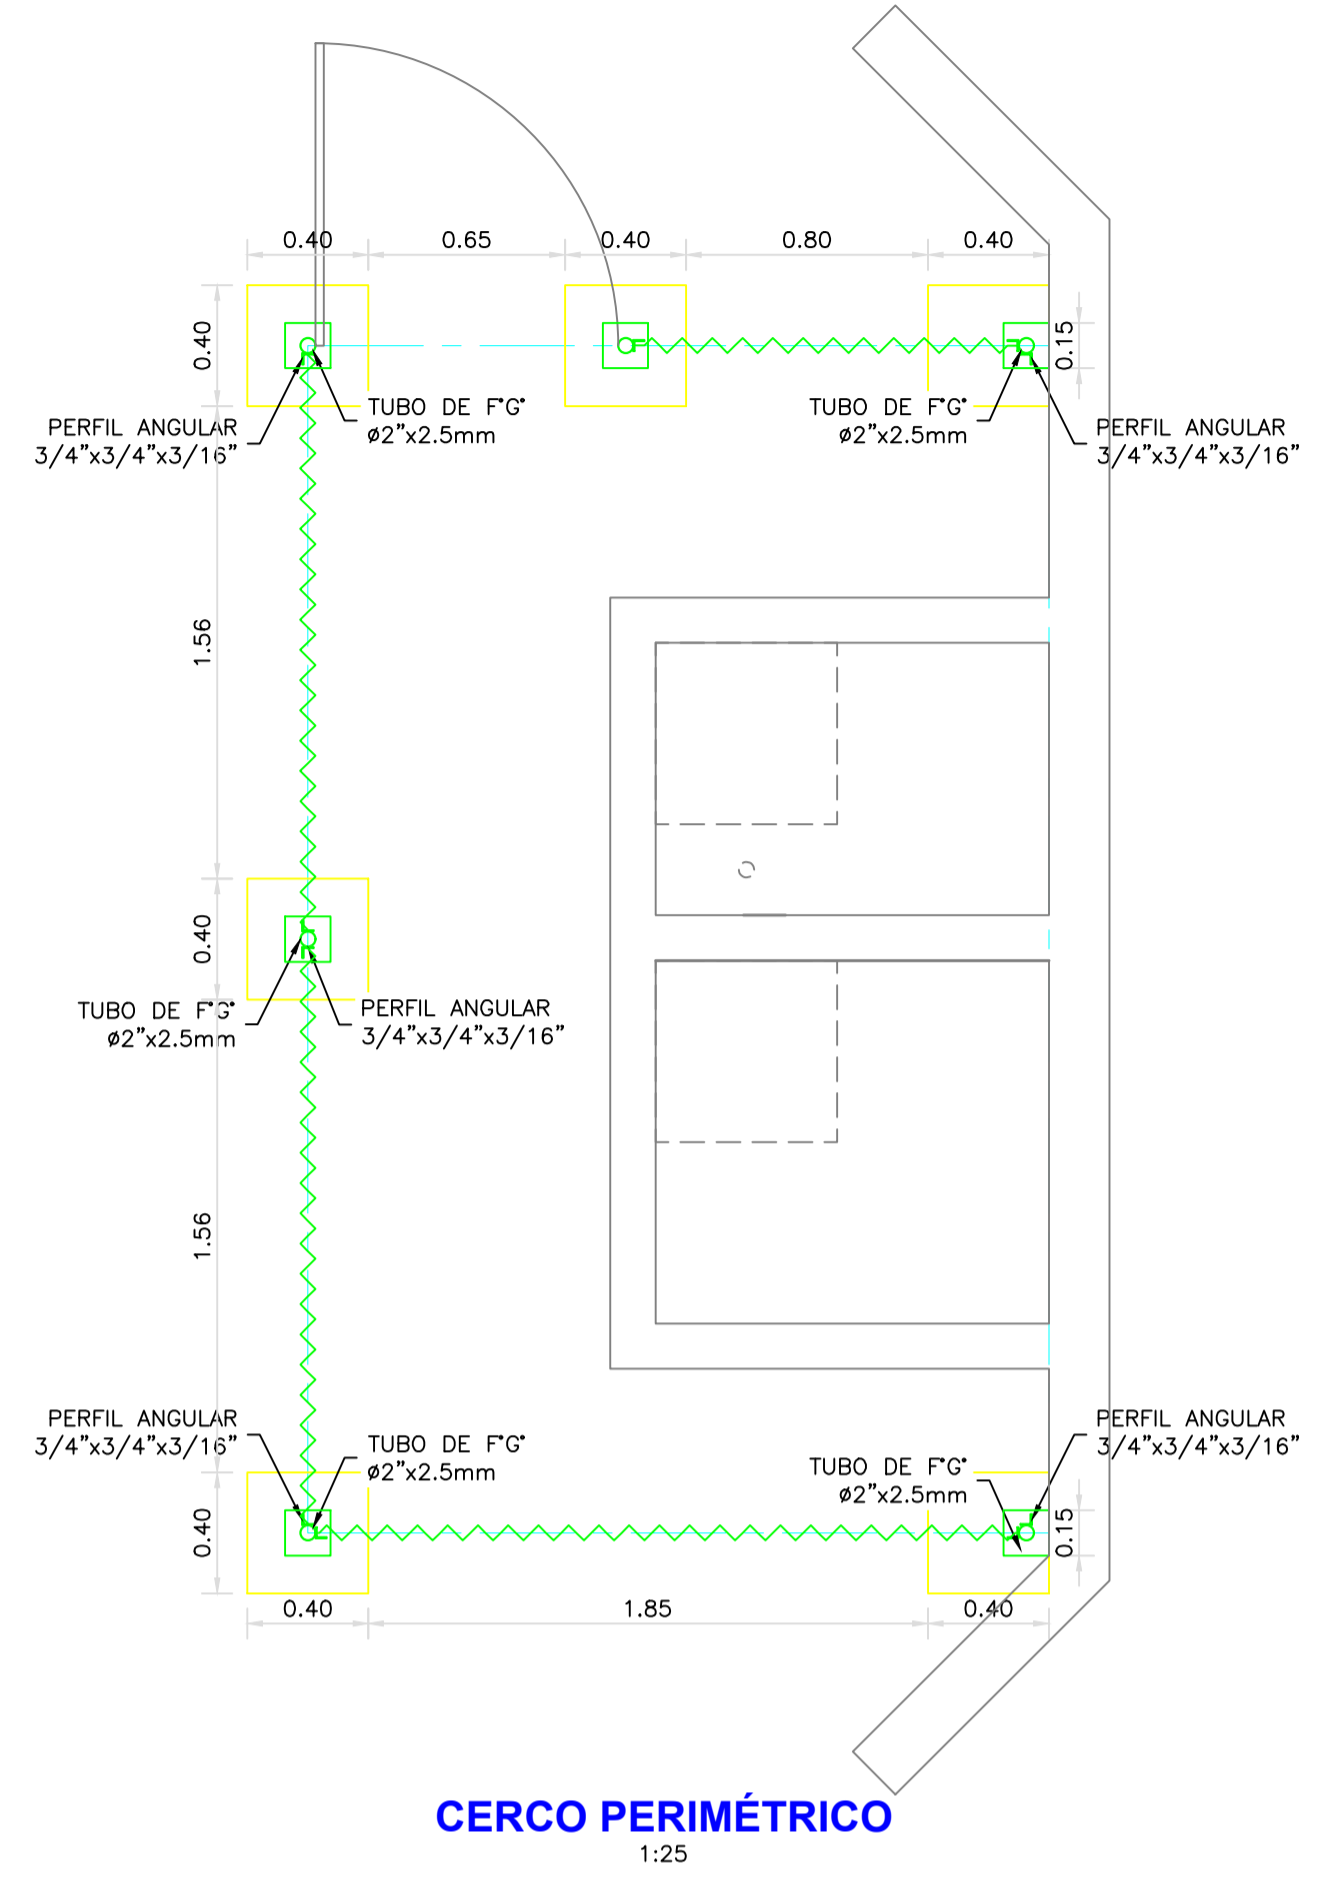 0.40
0.65
0.40
0.80
0.40
0.40
0.15
TUBO DE F°G°
ø2”x2.5mm
TUBO DE F°G°
ø2”x2.5mm
PERFIL ANGULAR
3/4”x3/4”x3/16”
PERFIL ANGULAR
3/4”x3/4”x3/16”
1.56
0.40
TUBO DE F°G°
ø2”x2.5mm
PERFIL ANGULAR
3/4”x3/4”x3/16”
1.56
PERFIL ANGULAR
3/4”x3/4”x3/16”
TUBO DE F°G°
ø2”x2.5mm
TUBO DE F°G°
ø2”x2.5mm
PERFIL ANGULAR
3/4”x3/4”x3/16”
0.40
0.15
0.40
1.85
0.40
CERCO PERIMÉTRICO
1:25